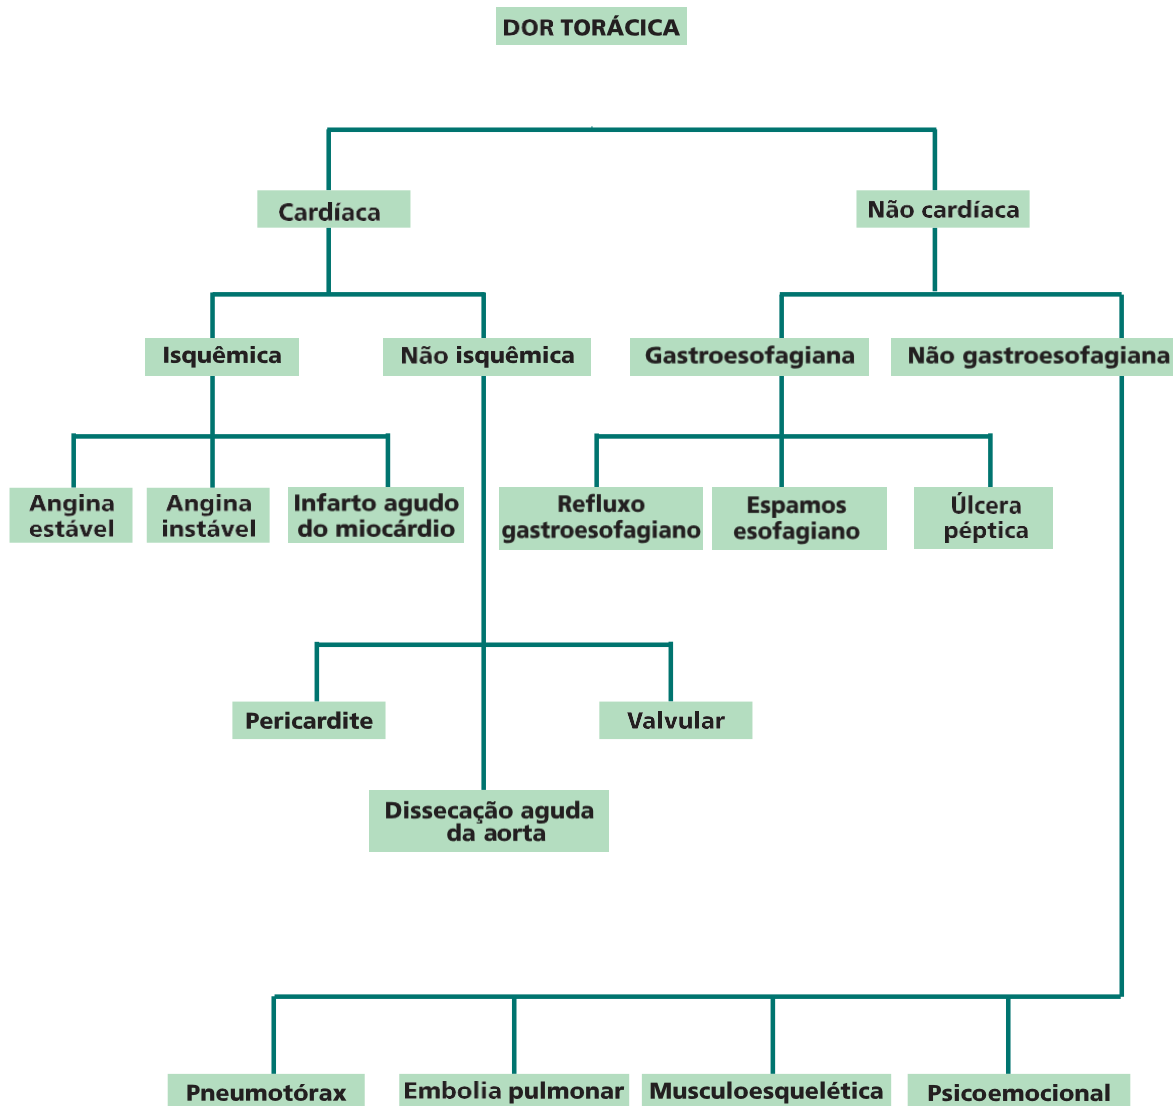 DOR TORÁCICA
Cardíaca
Não cardíaca
Isquêmica
Não isquêmica
Gastroesofagiana
Não gastroesofagiana
Angina
estável
Angina
instável
Infarto agudo
do miocárdio
Refluxo
gastroesofagiano
Espamos
esofagiano
Úlcera
péptica
Pericardite
Valvular
Dissecação aguda
da aorta
Pneumotórax
Embolia pulmonar
Musculoesquelética
Psicoemocional